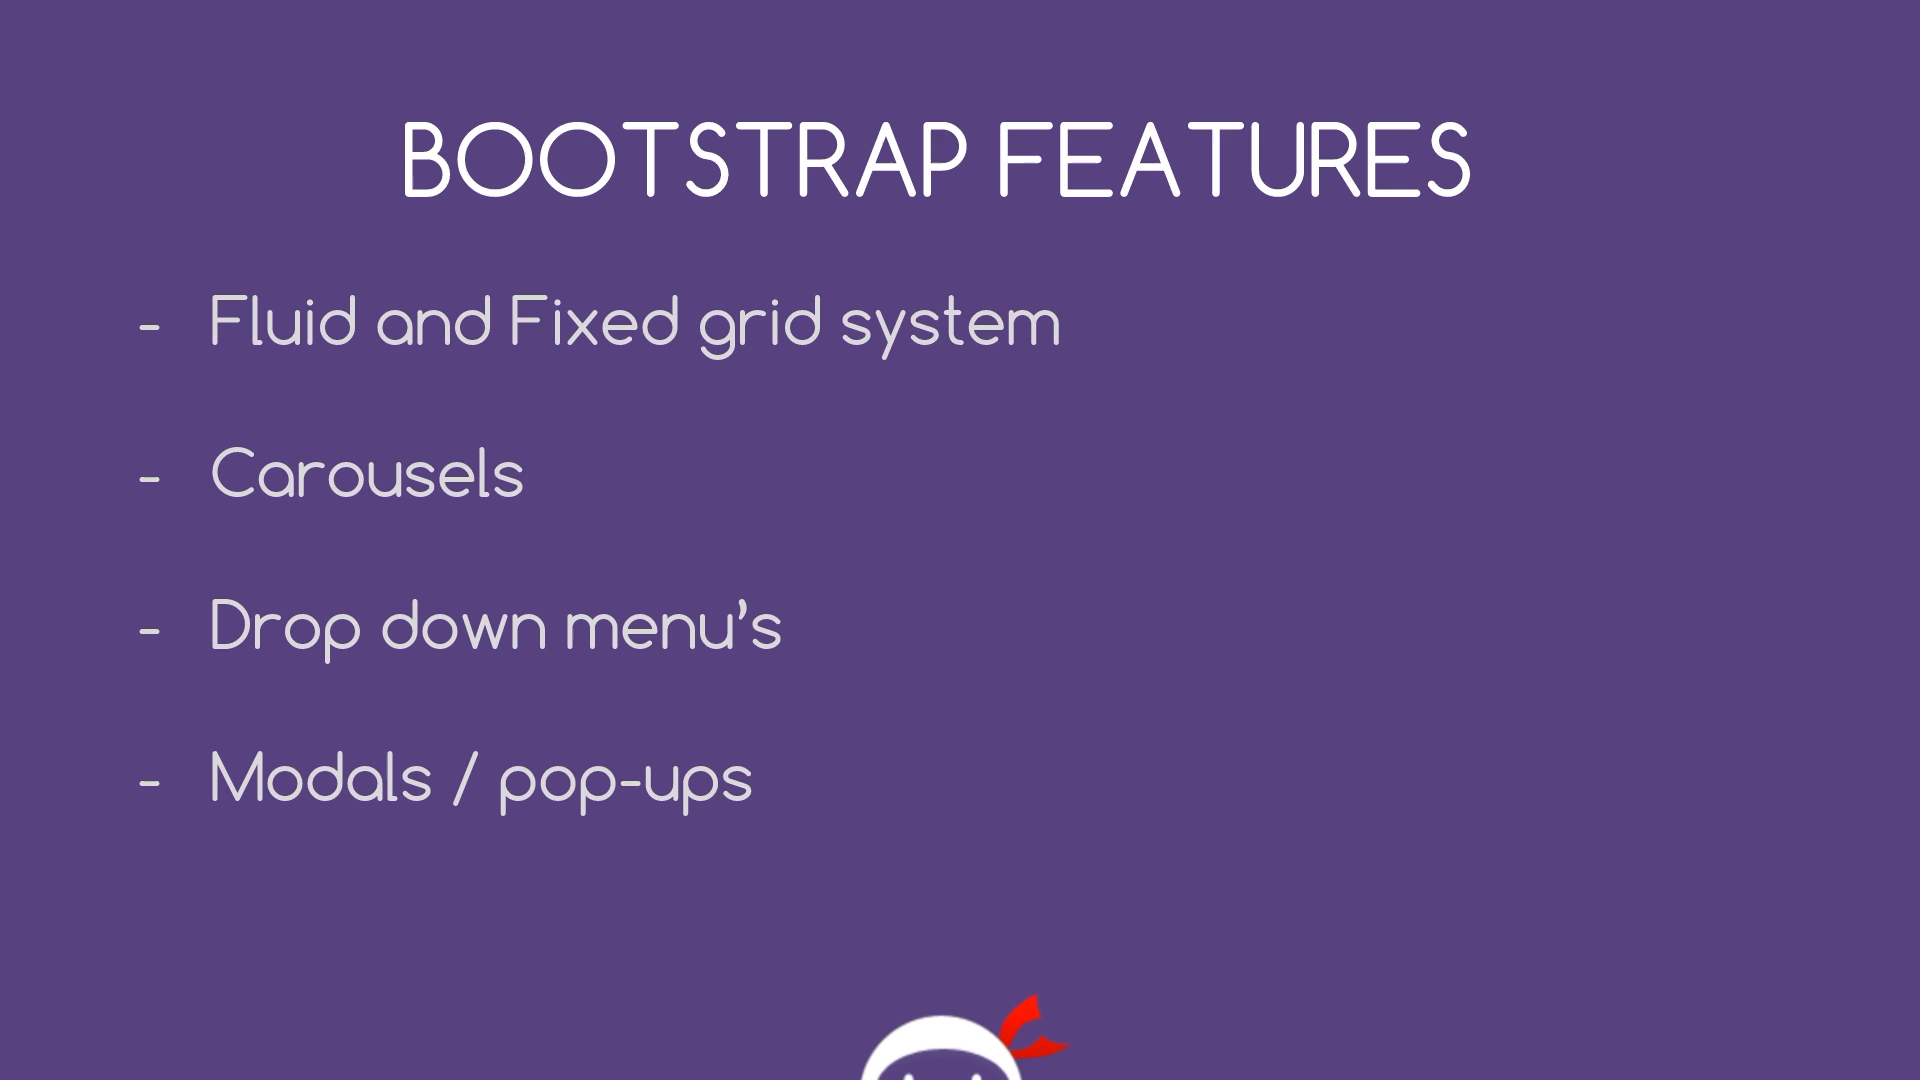 BOOTSTRAP FEATURES
- Fluid and Fixed grid system
- Carousels
- Drop down menu’s
- Modals / pop-ups